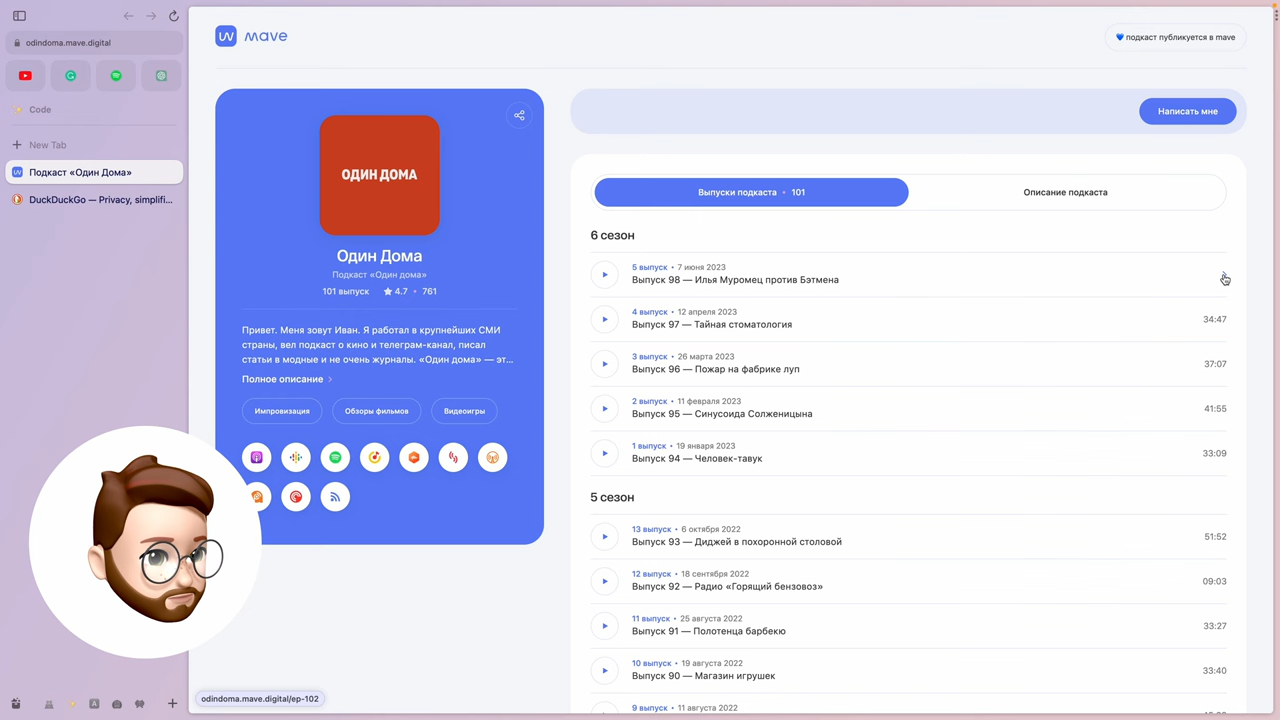 odindoma.mave.digital
Code
New Tab
Подкаст «Один Дома»
DuckDuckGo — Privacy, simplifi...
mave
подкаст публикуется в mave
ОДИН ДОМА
Один Дома
Подкаст «Один дома»
101 выпуск 4.7 • 761
Привет. Меня зовут Иван. Я работал в крупнейших СМИ
страны, вел подкаст о кино и телеграм-канал, писал
статьи в модные и не очень журналы. «Один дома» — эт...
Полное описание
Импровизация Обзоры фильмов Видеоигры
Написать мне
Выпуски подкаста • 101 Описание подкаста
6 сезон
5 выпуск • 7 июня 2023
Выпуск 98 — Илья Муромец против Бэтмена
4 выпуск • 12 апреля 2023
Выпуск 97 — Тайная стоматология
34:47
3 выпуск • 26 марта 2023
Выпуск 96 — Пожар на фабрике луп
37:07
2 выпуск • 11 февраля 2023
Выпуск 95 — Синусоида Солженицына
41:55
1 выпуск • 19 января 2023
Выпуск 94 — Человек-тавук
33:09
5 сезон
13 выпуск • 6 октября 2022
Выпуск 93 — Диджей в похоронной столовой
51:52
12 выпуск • 18 сентября 2022
Выпуск 92 — Радио «Горящий бензовоз»
09:03
11 выпуск • 25 августа 2022
Выпуск 91 — Полотенца барбекю
33:27
10 выпуск • 19 августа 2022
Выпуск 90 — Магазин игрушек
33:40
9 выпуск • 11 августа 2022
odindoma.mave.digital/ep-102